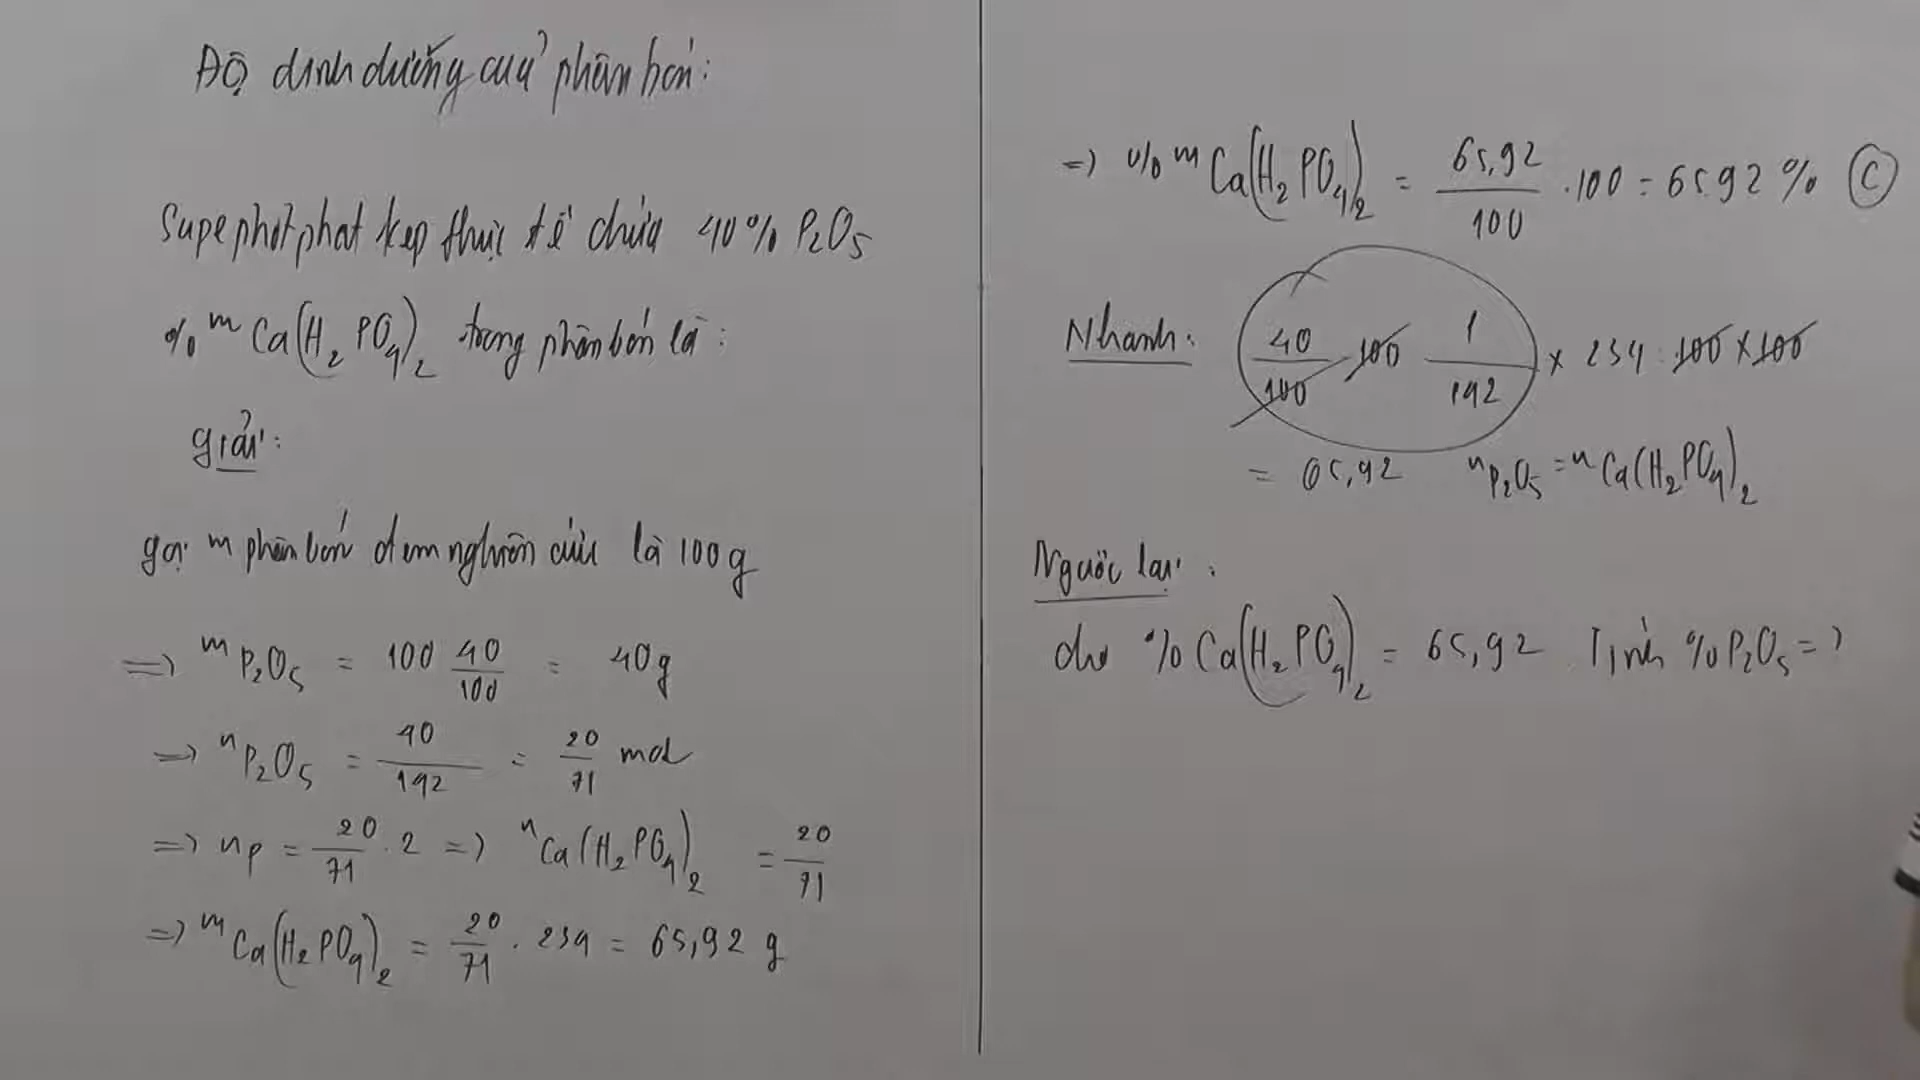 Độ dinh dưỡng của phân bón:
Supephotphat kép thực tế chứa 40% P₂O₅
%m Ca(H₂PO₄)₂ trong phân bón là:
giải:
gọi m phân bón đem nghiên cứu là 100g
=> mP₂O₅ = 100 40/100 = 40g
=> nP₂O₅ = 40/142 = 20/71 mol
=> nP = 20/71 . 2 => nCa(H₂PO₄)₂ = 20/71
=> mCa(H₂PO₄)₂ = 20/71 . 234 = 65,92 g
=> %mCa(H₂PO₄)₂ = 65,92/100 .100 = 65,92 % (C)
Nhanh: 40/100 100 1/142 × 234 : 100 × 100
= 65,92 nP₂O₅ = nCa(H₂PO₄)₂
Ngược lại:
cho %Ca(H₂PO₄)₂ = 65,92 Tính %P₂O₅ = ?